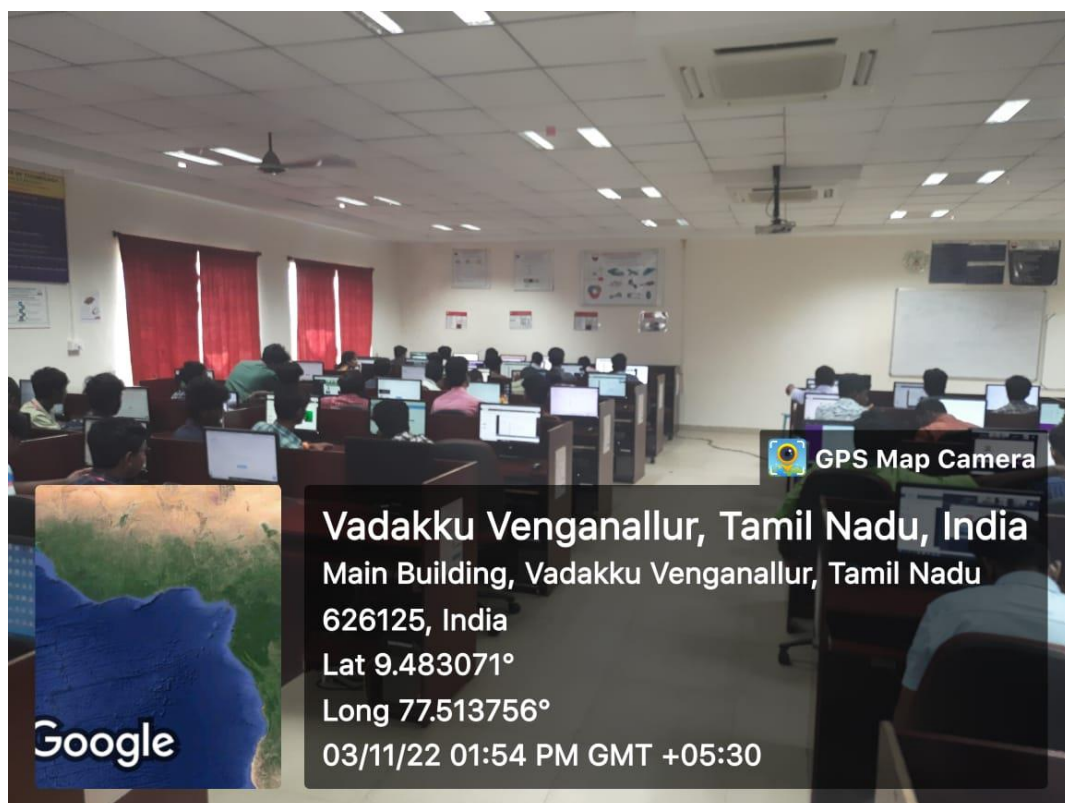 GPS Map Camera
Vadakku Venganallur, Tamil Nadu, India
Main Building, Vadakku Venganallur, Tamil Nadu
626125, India
Lat 9.483071°
Long 77.513756°
03/11/22 01:54 PM GMT +05:30
Google